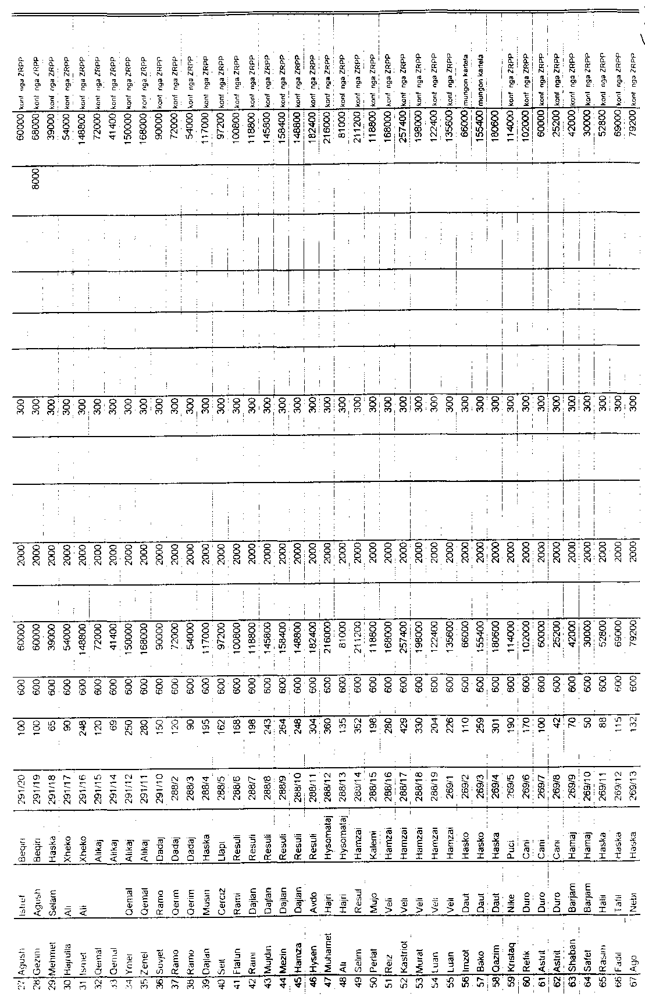 27 Agush Ishef Beqiri 291/20 100 600 60000 2000 300 60000 konf nga ZRPP
28 Gezim Agush Beqiri 291/19 100 600 60000 2000 300 8000 68000 konf nga ZRPP
29 Memmet Selam Haska 291/18 65 600 39000 2000 300 39000 konf nga ZRPP
30 Hajrulla Ali Xheko 291/17 90 600 54000 2000 300 54000 konf nga ZRPP
31 Ismet Ali Xheko 291/16 248 600 148800 2000 300 148800 konf nga ZRPP
32 Qemal Alikaj 291/15 120 600 72000 2000 300 72000 konf nga ZRPP
33 Qemal Alikaj 291/14 69 600 41400 2000 300 41400 konf nga ZRPP
34 Ymer Qemal Alikaj 291/12 250 600 150000 2000 300 150000 konf nga ZRPP
35 Zenel Qemal Alikaj 291/11 280 600 168000 2000 300 168000 konf nga ZRPP
36 Suvjet Ramo Dadaj 291/10 150 600 90000 2000 300 90000 konf nga ZRPP
37 Ramo Qerim Dadaj 288/2 120 600 72000 2000 300 72000 konf nga ZRPP
38 Ramo Qerim Dadaj 288/3 90 600 54000 2000 300 54000 konf nga ZRPP
39 Dajlan Musin Haska 288/4 195 600 117000 2000 300 117000 konf nga ZRPP
40 Seit Cerciz Llapi 288/5 162 600 97200 2000 300 97200 konf nga ZRPP
41 Flatun Rami Resuli 288/6 168 600 100800 2000 300 100800 konf nga ZRPP
42 Rami Dajlan Resuli 288/7 198 600 118800 2000 300 118800 konf nga ZRPP
43 Mujdin Dajlan Resuli 288/8 243 600 145800 2000 300 145800 konf nga ZRPP
44 Mezin Dajlan Resuli 288/9 264 600 158400 2000 300 158400 konf nga ZRPP
45 Hamza Dajlan Resuli 288/10 248 600 148800 2000 300 148800 konf nga ZRPP
46 Hysen Avdo Resuli 288/11 304 600 182400 2000 300 182400 konf nga ZRPP
47 Muhamet Hajri Hysomataj 288/12 360 600 216000 2000 300 216000 konf nga ZRPP
48 Ali Hajri Hysomataj 288/13 135 600 81000 2000 300 81000 konf nga ZRPP
49 Selim Resul Hamzai 288/14 352 600 211200 2000 300 211200 konf nga ZRPP
50 Perlat Mujo Kalemi 288/15 198 600 118800 2000 300 118800 konf nga ZRPP
51 Reiz Veli Hamzai 288/16 280 600 168000 2000 300 168000 konf nga ZRPP
52 Kastriot Veli Hamzai 288/17 429 600 257400 2000 300 257400 konf nga ZRPP
53 Murat Veli Hamzai 288/18 330 600 198000 2000 300 198000 konf nga ZRPP
54 Luan Veli Hamzai 288/19 204 600 122400 2000 300 122400 konf nga ZRPP
55 Luan Veli Hamzai 269/1 226 600 135600 2000 300 135600 konf nga ZRPP
56 Imzot Daut Hasko 269/2 110 600 66000 2000 300 66000 mungon kartela
57 Bako Daut Hasko 269/3 259 600 155400 2000 300 155400 mungon kartela
58 Qazim Daut Haska 269/4 301 600 180600 2000 300 180600
59 Kristaq Nike Puci 269/5 190 600 114000 2000 300 114000 konf nga ZRPP
60 Refik Duro Cani 269/6 170 600 102000 2000 300 102000 konf nga ZRPP
61 Astrit Duro Cani 269/7 100 600 60000 2000 300 60000 konf nga ZRPP
62 Astrit Duro Cani 269/8 42 600 25200 2000 300 25200 konf nga ZRPP
63 Shaban Barjam Hamaj 269/9 70 600 42000 2000 300 42000 konf nga ZRPP
64 Safet Barjam Hamaj 269/10 50 600 30000 2000 300 30000 konf nga ZRPP
65 Rasim Halil Haska 269/11 88 600 52800 2000 300 52800 konf nga ZRPP
66 Fadil Tafil Haska 269/12 115 600 69000 2000 300 69000 konf nga ZRPP
67 Ago Nebi Haska 269/13 132 600 79200 2000 300 79200 konf nga ZRPP